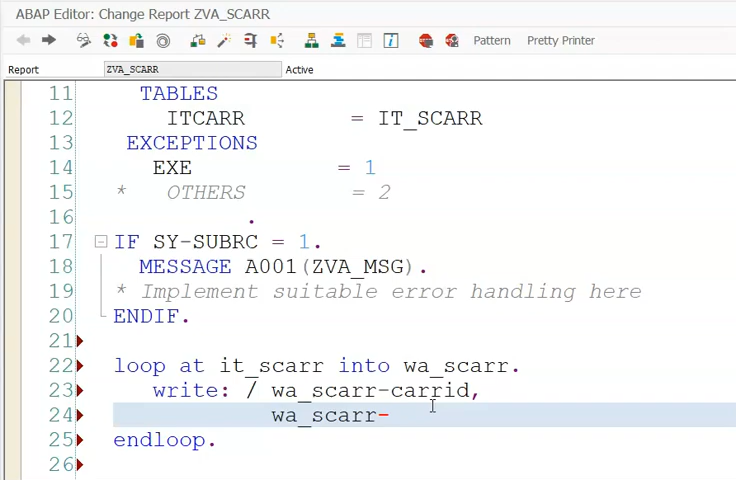 ABAP Editor: Change Report ZVA_SCARR
Pattern Pretty Printer
Report ZVA_SCARR Active
11 TABLES
12 ITCARR = IT_SCARR
13 EXCEPTIONS
14 EXE = 1
15 * OTHERS = 2
16 .
17 IF SY-SUBRC = 1.
18 MESSAGE A001(ZVA_MSG).
19 * Implement suitable error handling here
20 ENDIF.
21
22 loop at it_scarr into wa_scarr.
23 write: / wa_scarr-carrid,
24 wa_scarr-
25 endloop.
26